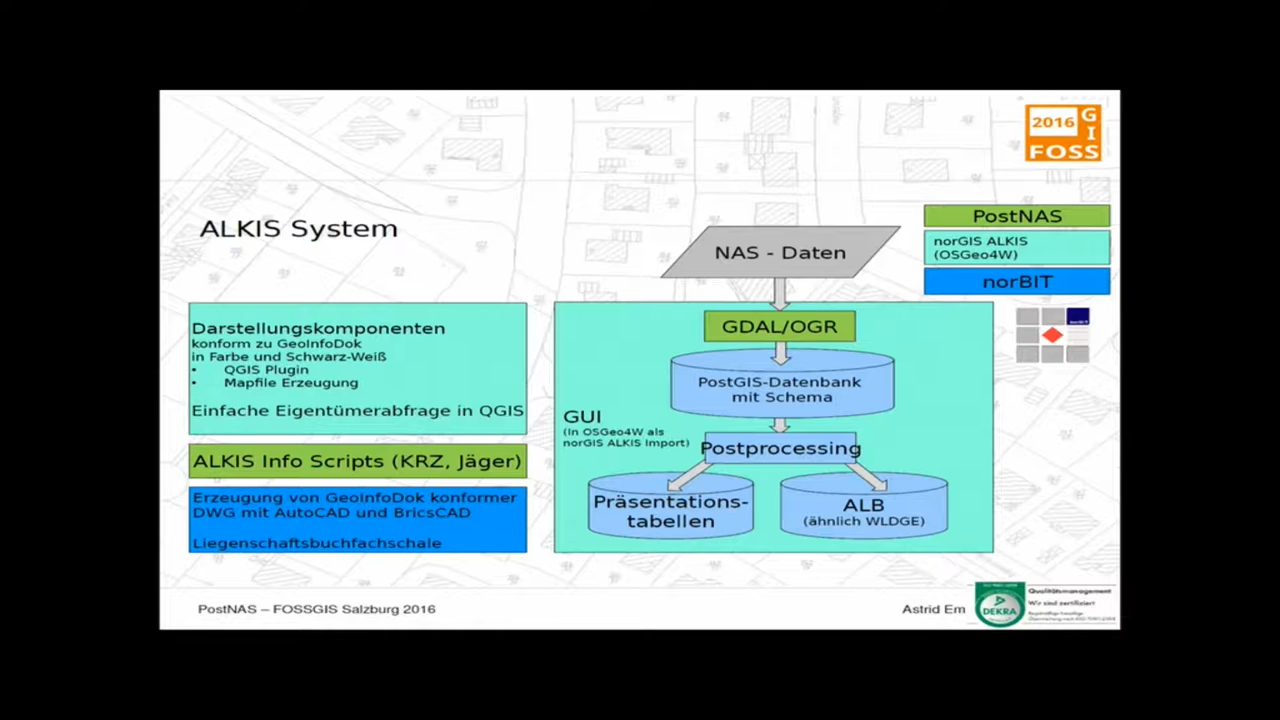 2016
G
I
FOSS
ALKIS System
PostNAS
norGIS ALKIS
(OSGeo4W)
norBIT
NAS - Daten
GDAL/OGR
PostGIS-Datenbank
mit Schema
GUI
(In OSGeo4W als
norGIS ALKIS Import)
Postprocessing
Präsentations-
tabellen
ALB
(ähnlich WLDGE)
Darstellungskomponenten
konform zu GeoInfoDok
in Farbe und Schwarz-Weiß
• QGIS Plugin
• Mapfile Erzeugung
Einfache Eigentümerabfrage in QGIS
ALKIS Info Scripts (KRZ, Jäger)
Erzeugung von GeoinfoDok konformer
DWG mit AutoCAD und BricsCAD
Liegenschaftsbuchfachschale
PostNAS – FOSSGIS Salzburg 2016
Astrid Em
DEKRA
Qualitätsmanagement
Wir sind zertifiziert